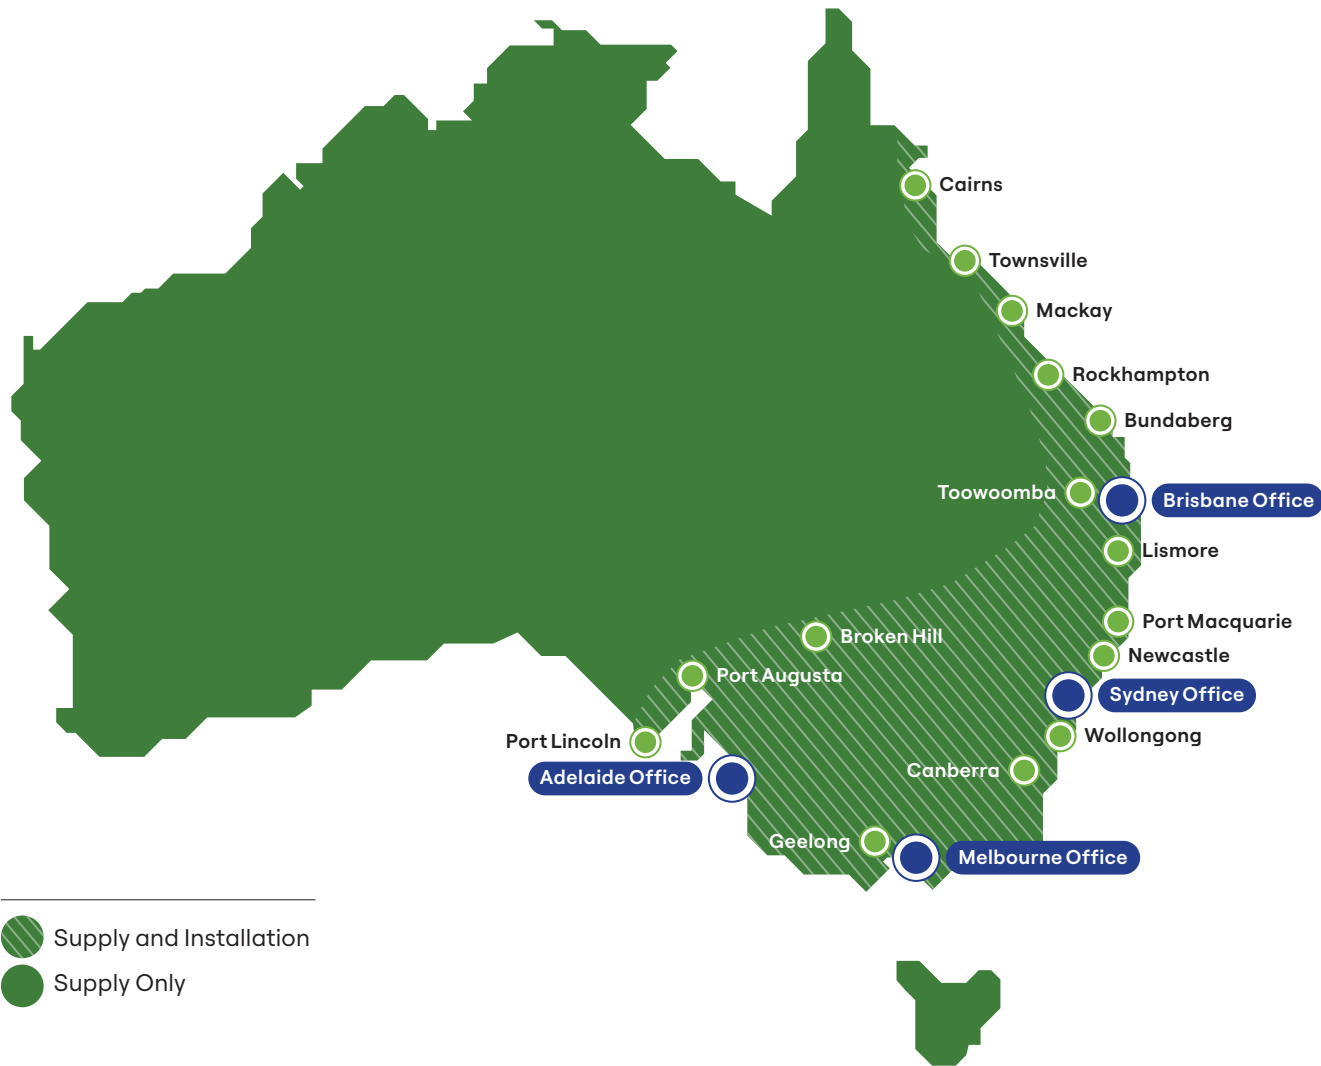 Cairns
Townsville
Mackay
Rockhampton
Bundaberg
Toowoomba
Brisbane Office
Lismore
Port Macquarie
Broken Hill
Newcastle
Port Augusta
Sydney Office
Wollongong
Port Lincoln
Canberra
Adelaide Office
Geelong
Melbourne Office
Supply and Installation
Supply Only